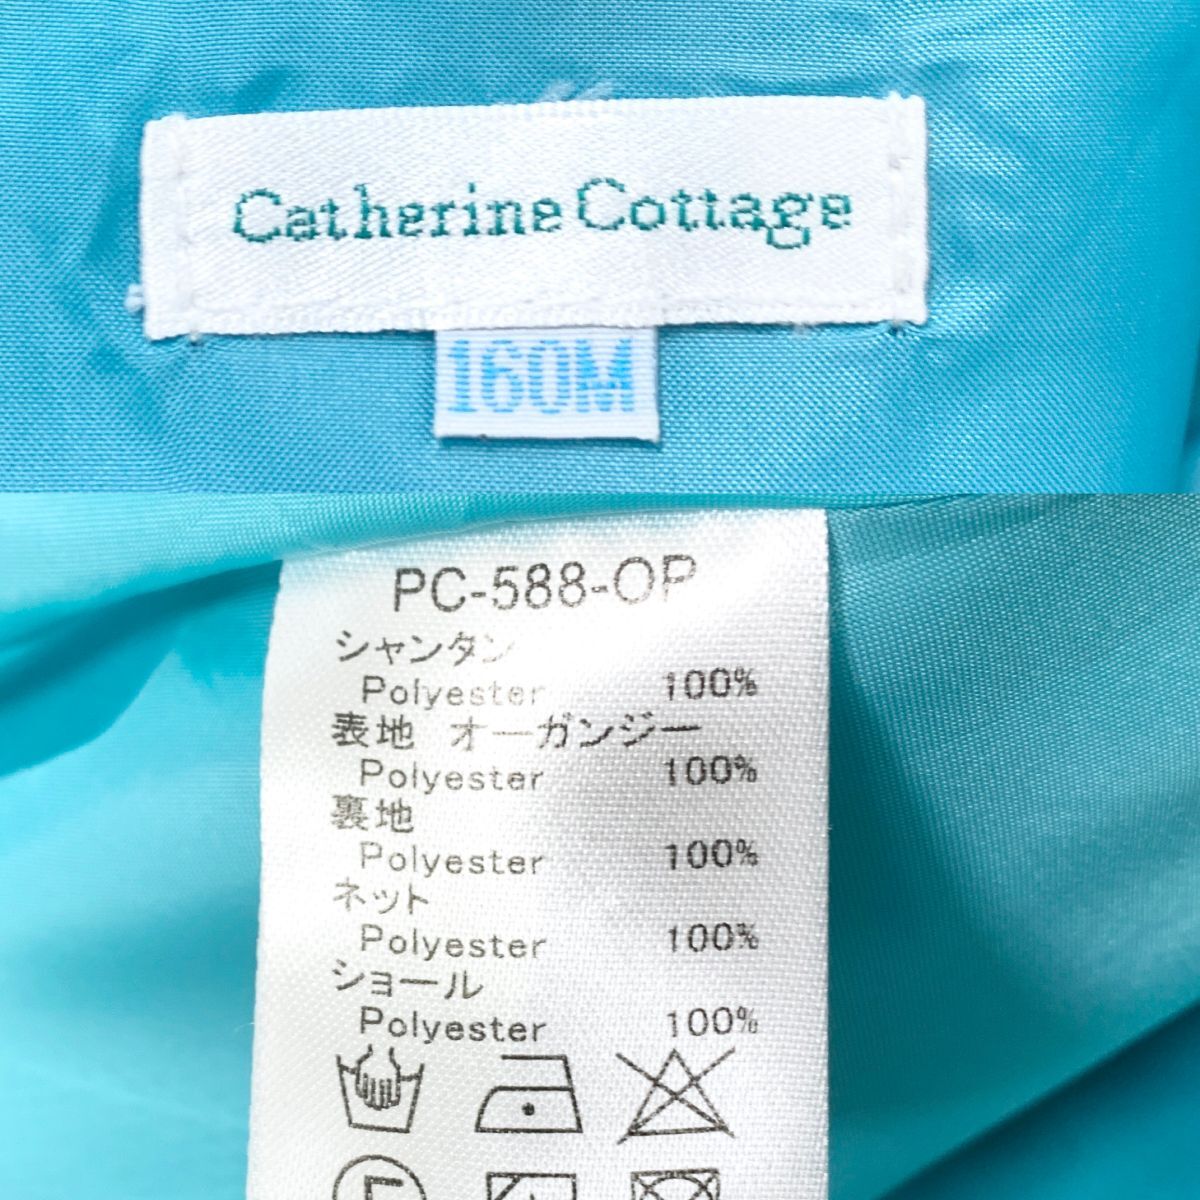 Catherine Cottage
160M
PC-588-OP
シャンタン
Polyester 100%
表地 オーガンジー
Polyester 100%
裏地
Polyester 100%
ネット
Polyester 100%
ショール
Polyester 100%